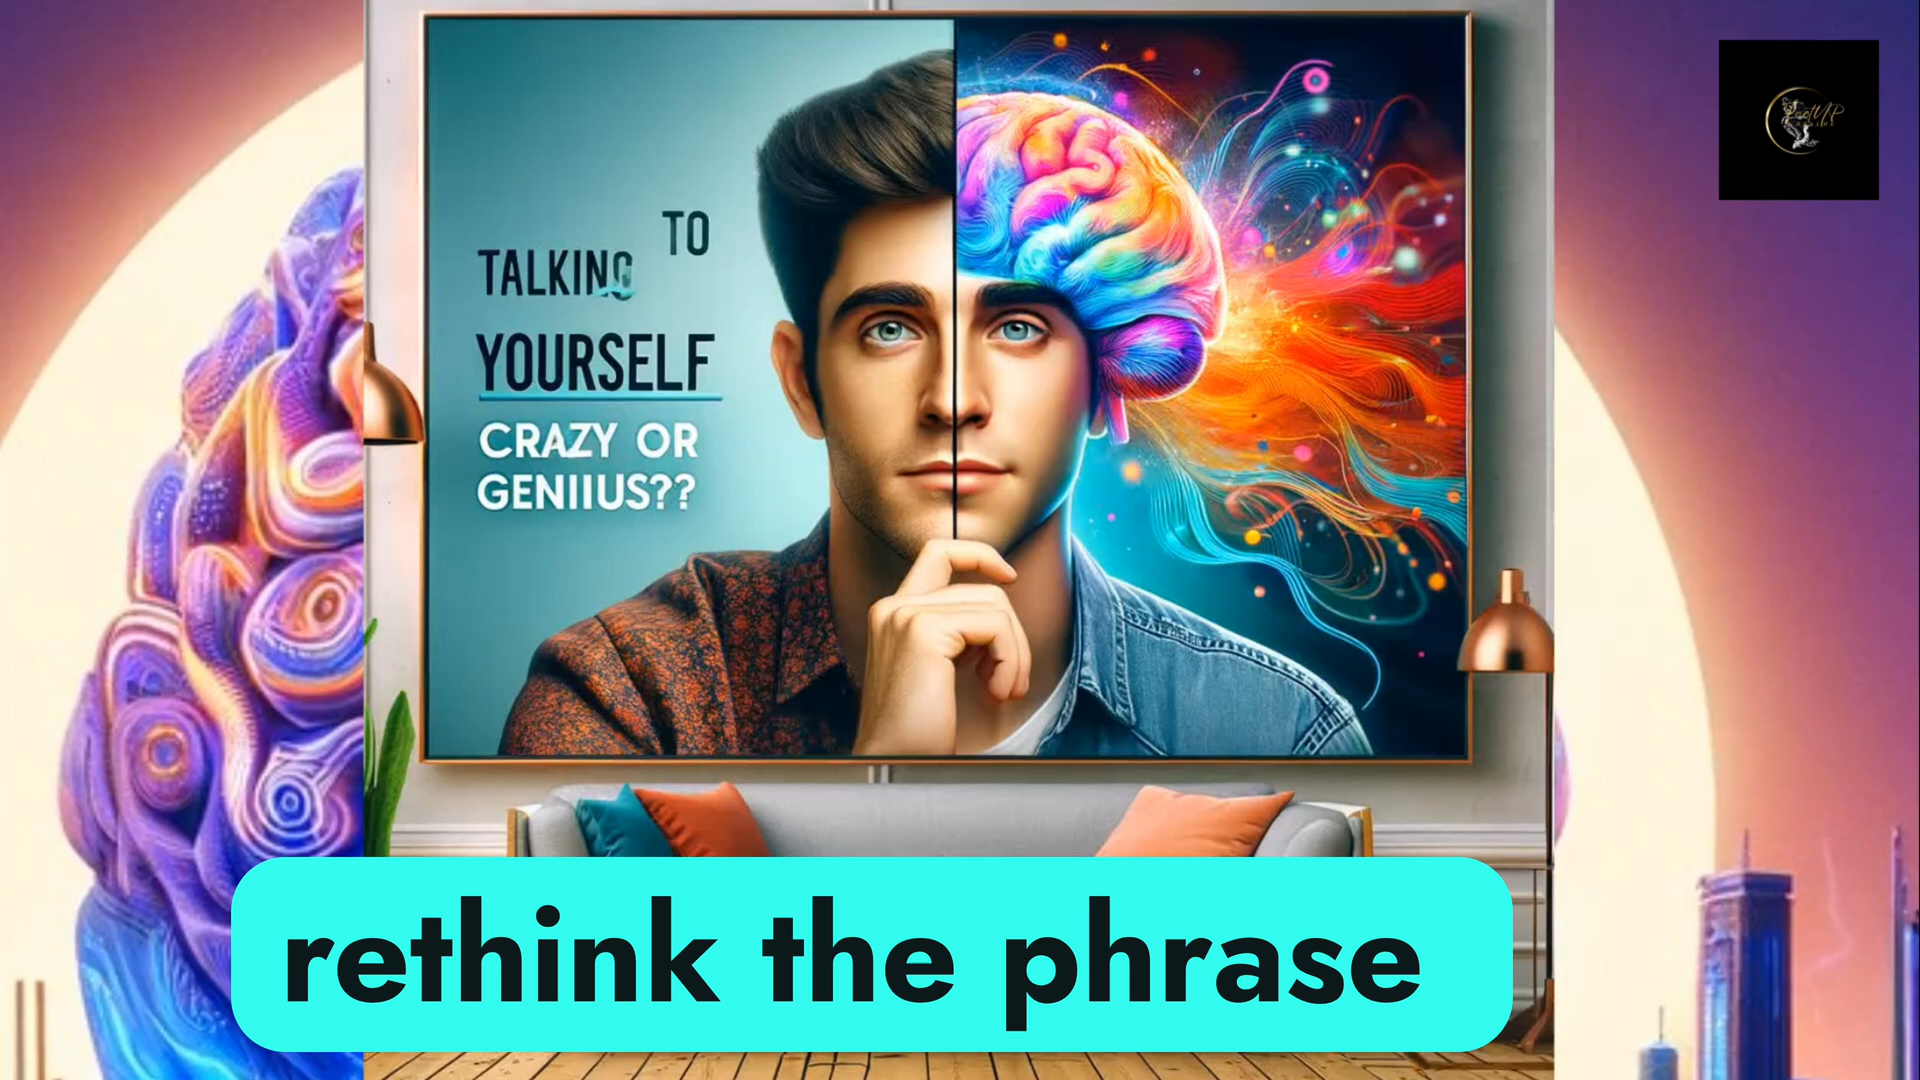 TO
TALKING
YOURSELF
CRAZY OR
GENIIUS??
rethink the phrase